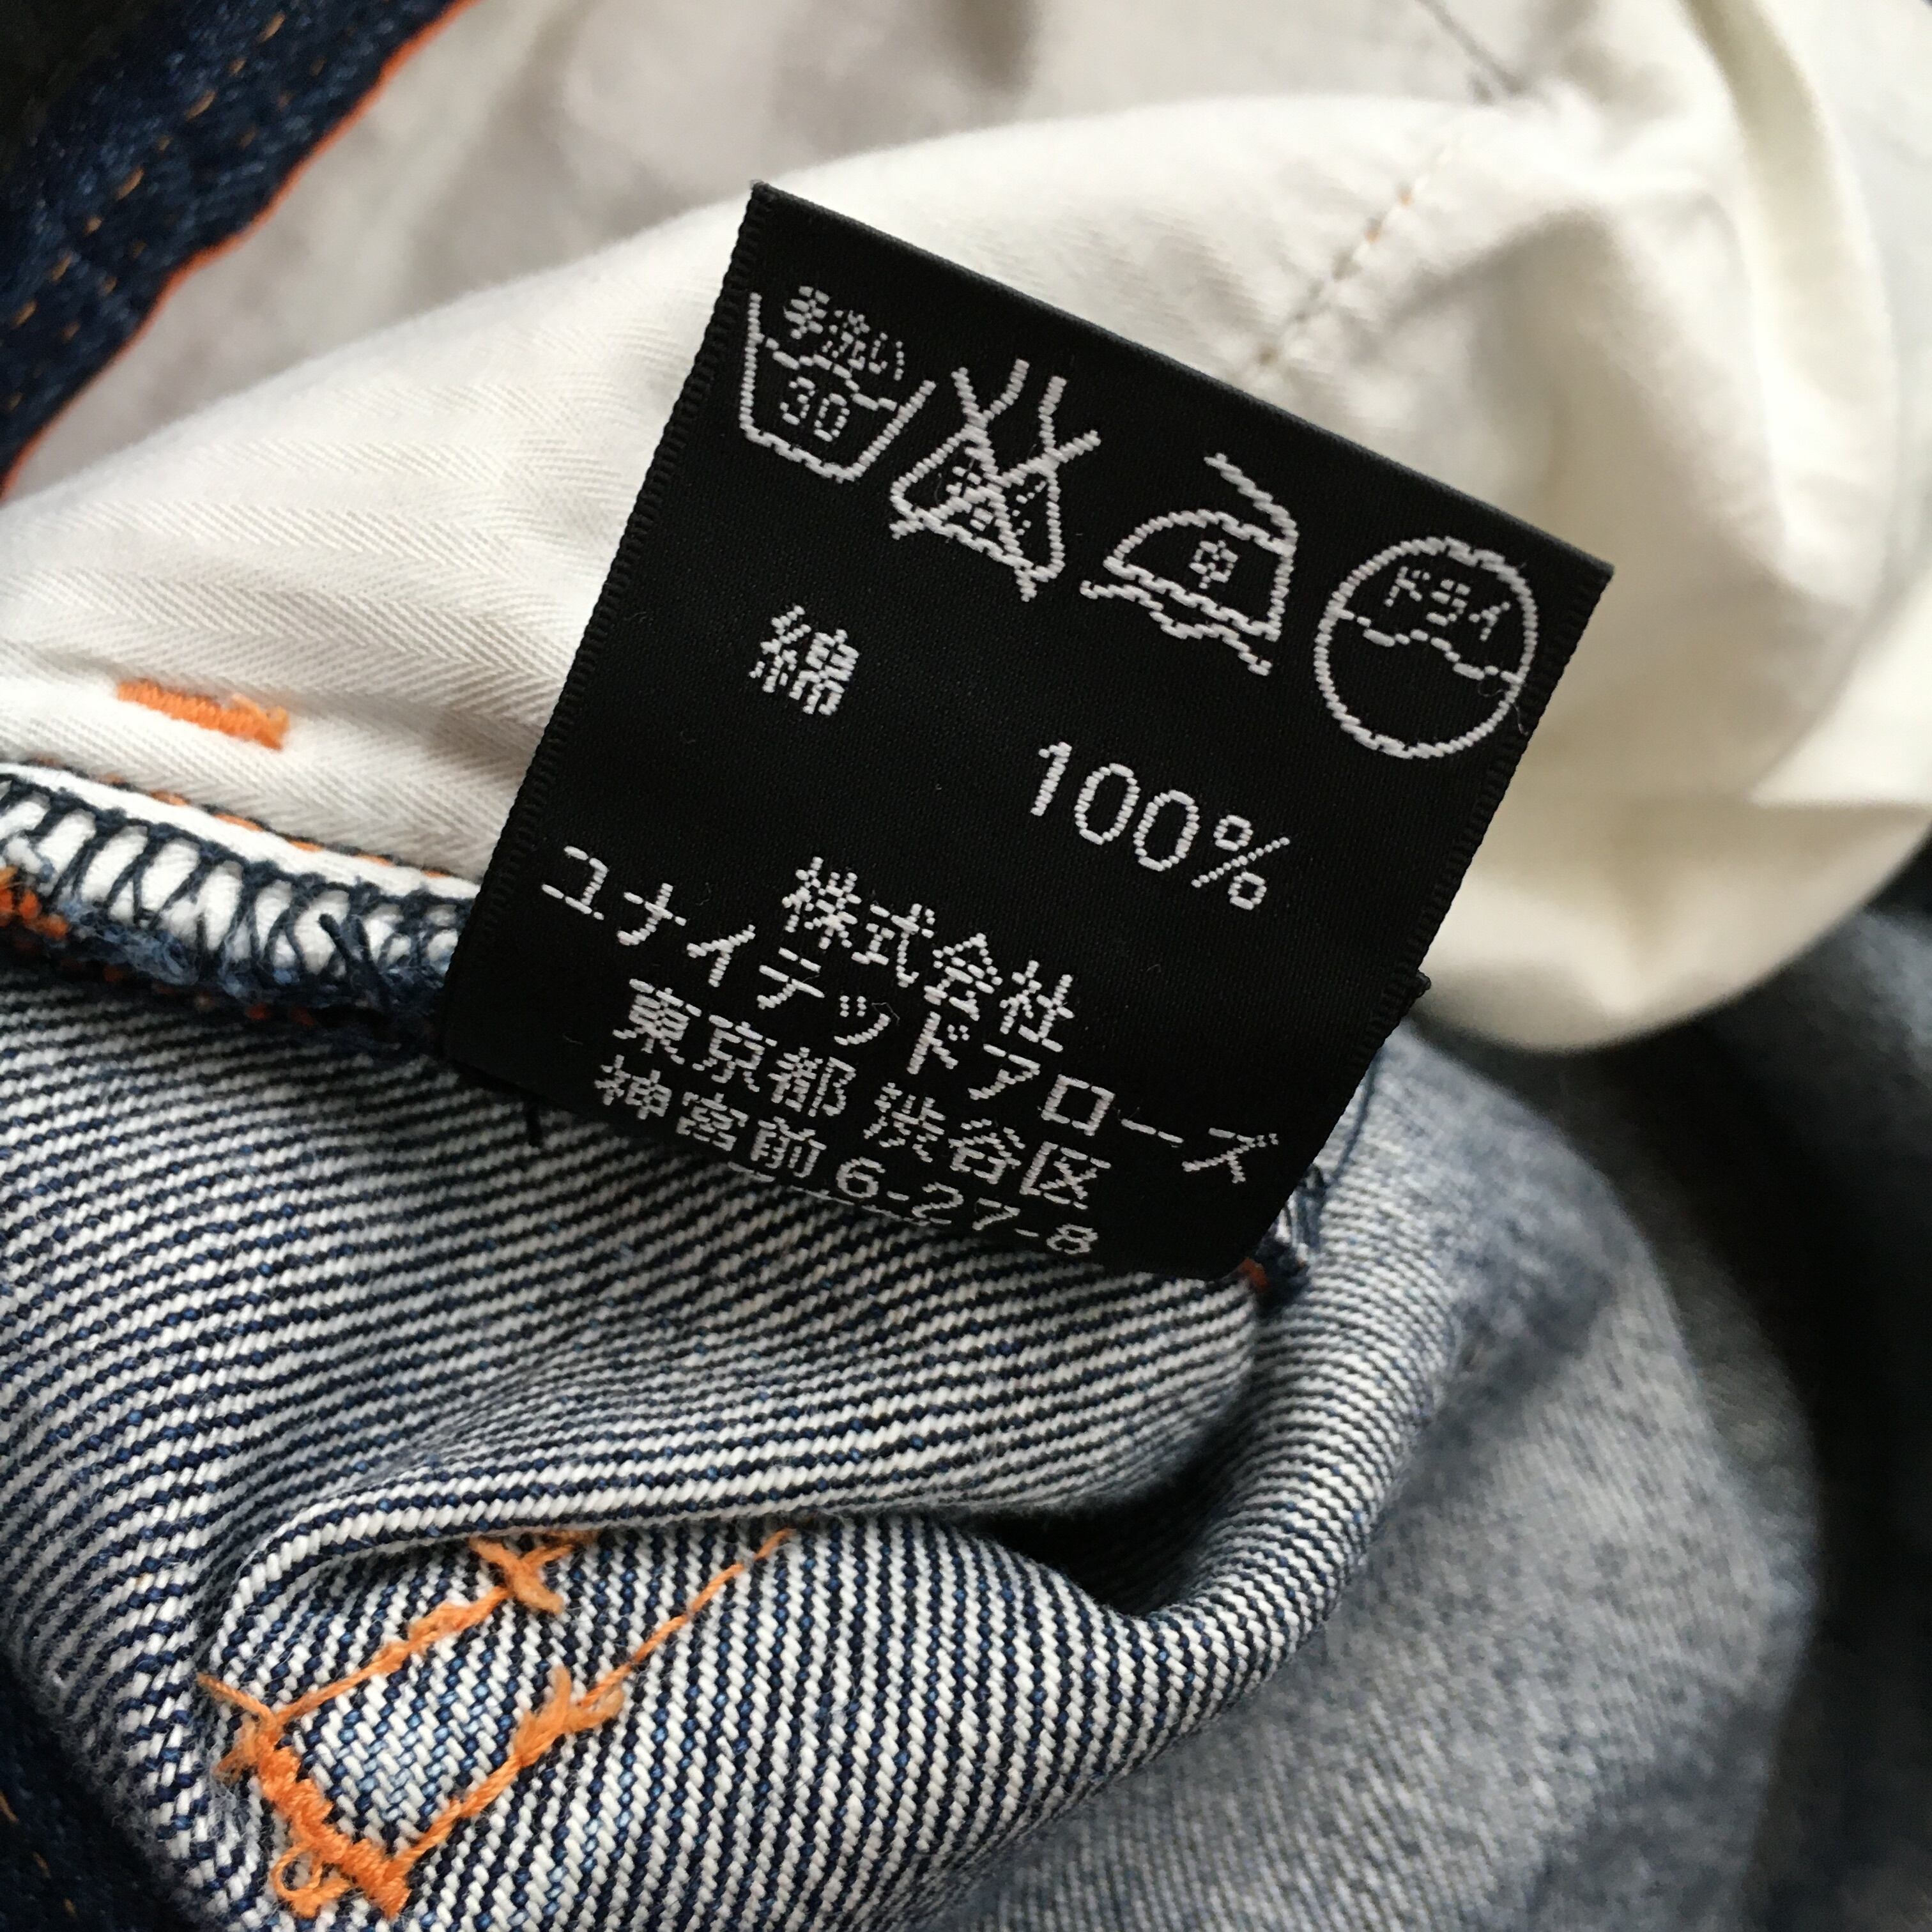 手洗イ
30
中
ドライ
綿
100%
株式会社
ユナイテッドアローズ
東京都 渋谷区
神宮前6-27-8